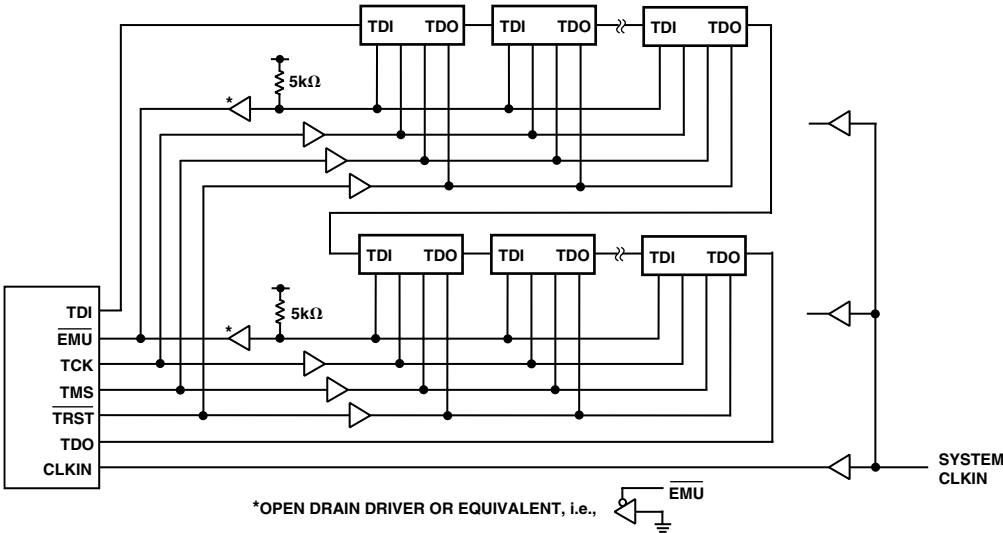 TDI TDO TDI TDO TDI TDO
5kΩ
*
TDI TDO TDI TDO TDI TDO
5kΩ
*
TDI
EMU
TCK
TMS
TRST
TDO
CLKIN
SYSTEM
CLKIN
*OPEN DRAIN DRIVER OR EQUIVALENT, i.e.,
EMU